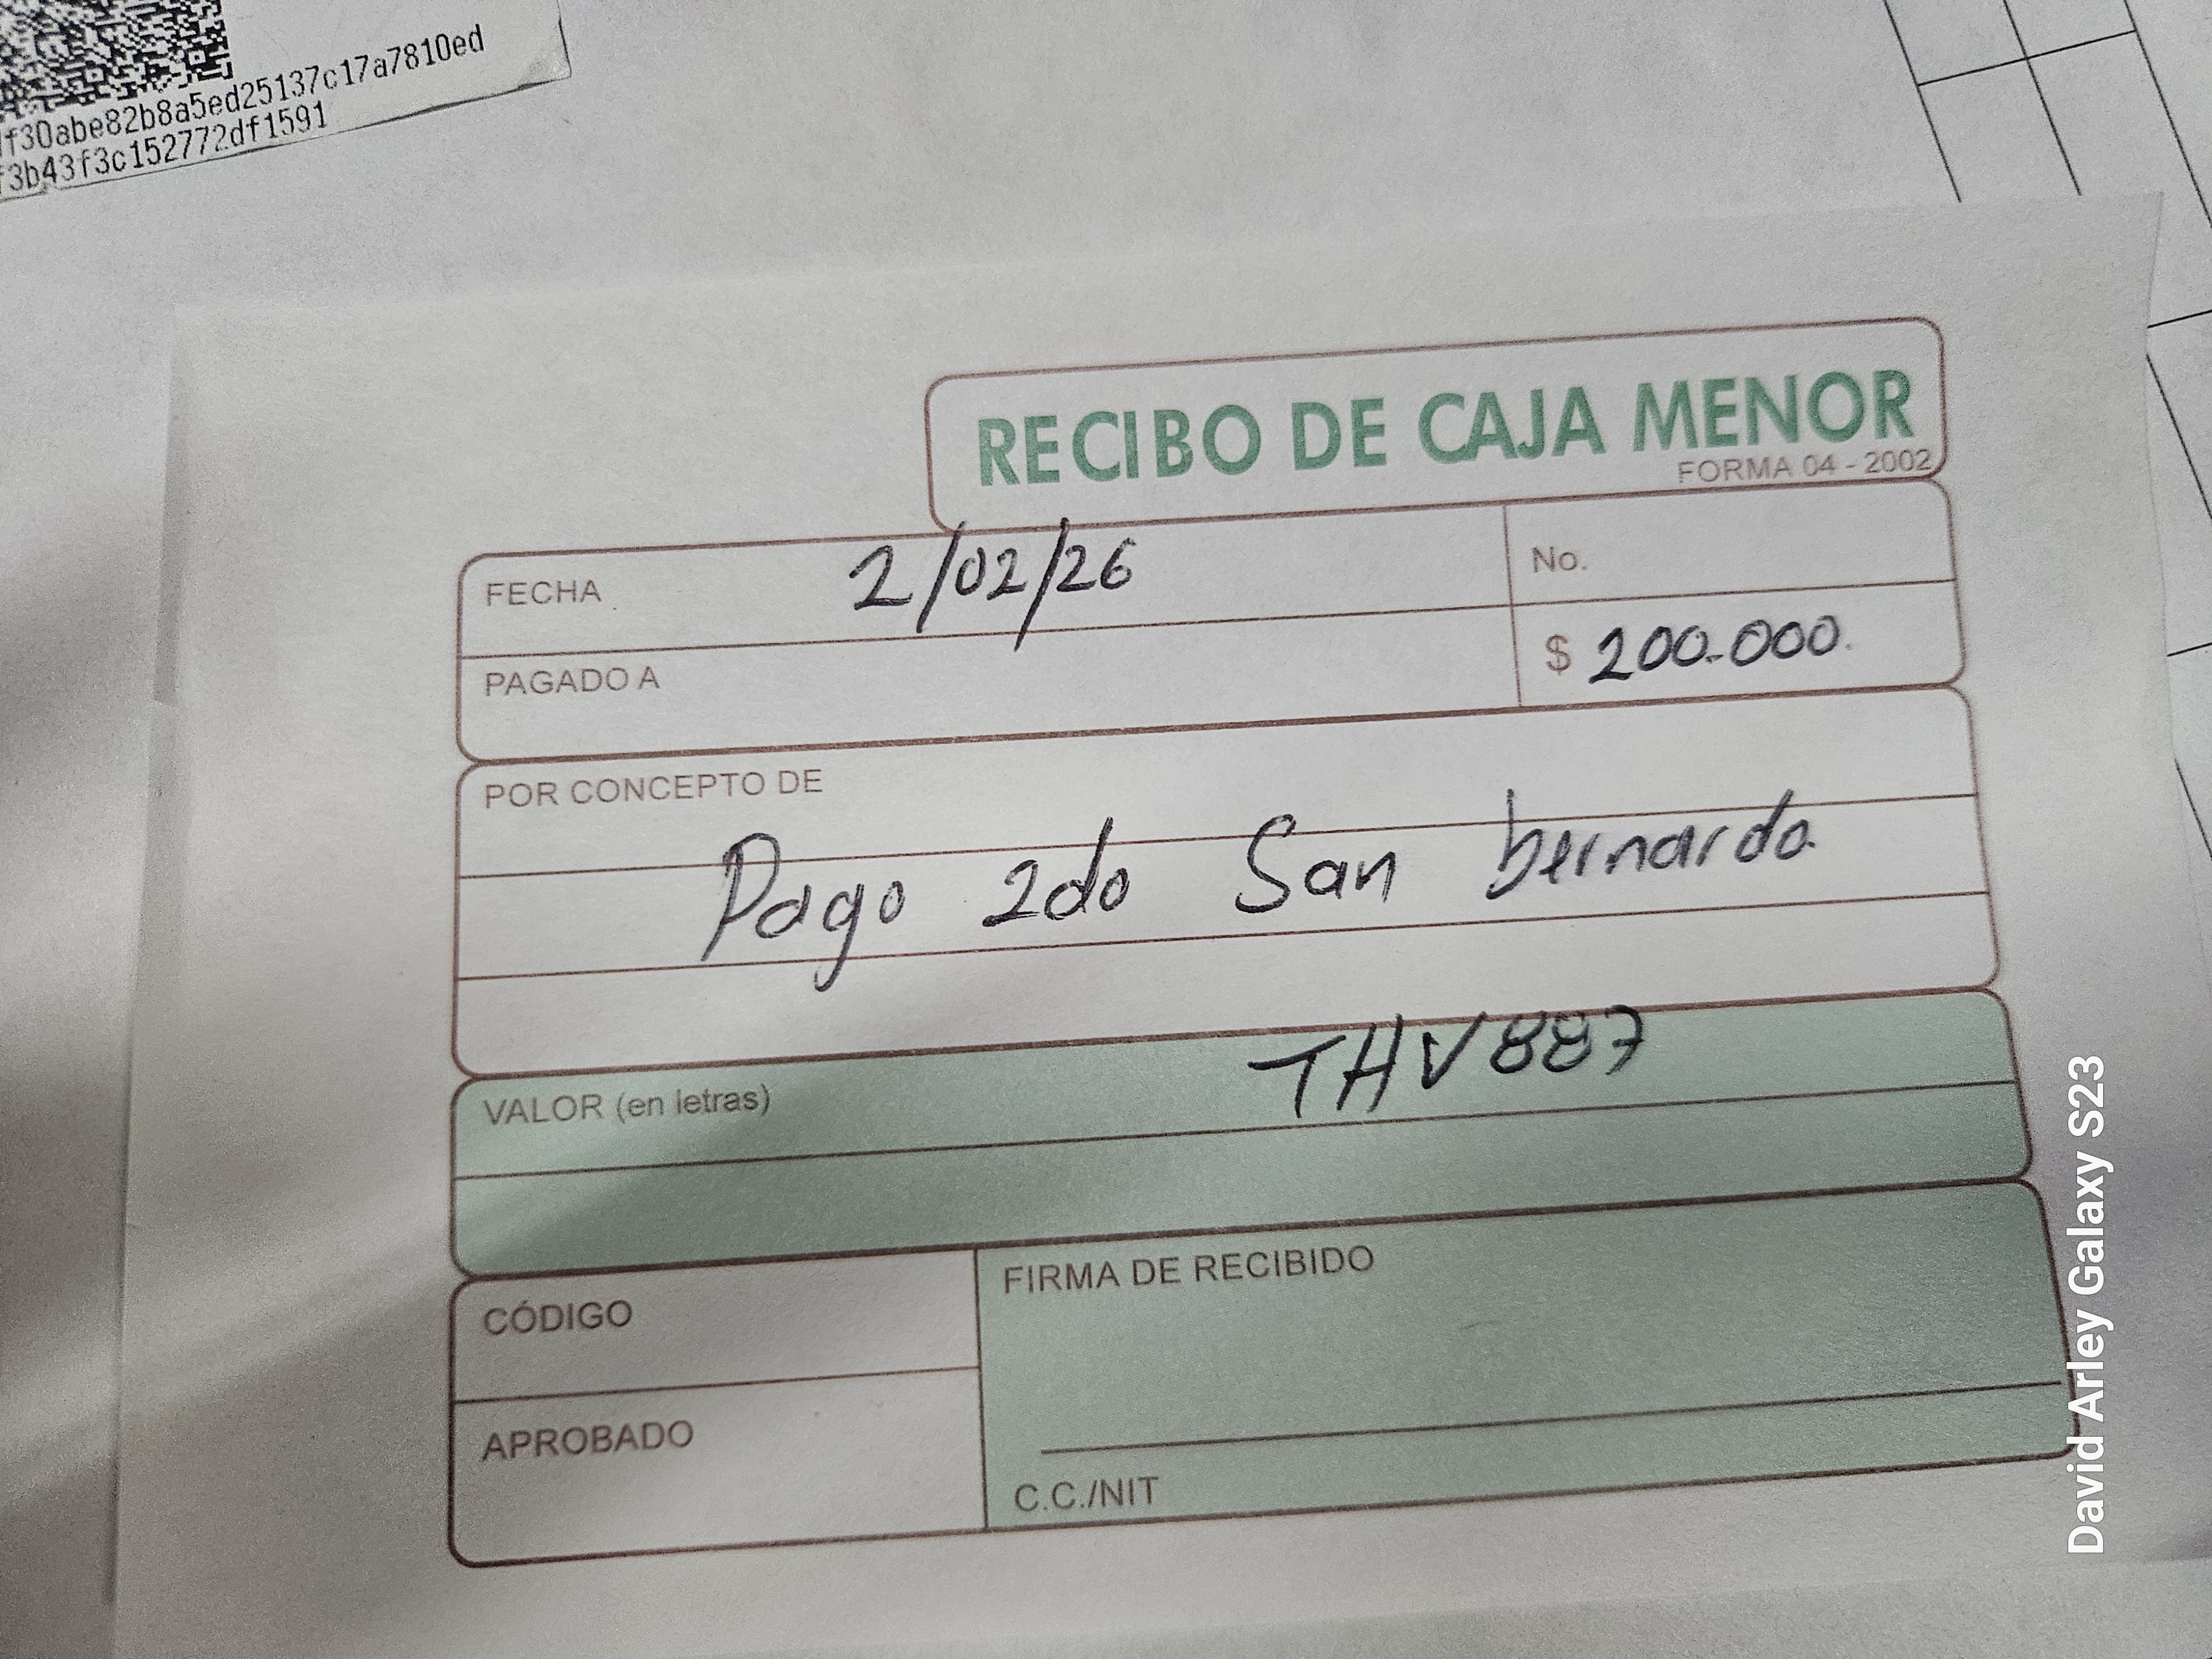 f30abe82b8a5ed25137c17a7810ed
f3b43f3c152772df1591
RECIBO DE CAJA MENOR
FORMA 04 - 2002
FECHA 2/02/26 No.
PAGADO A $ 200.000.
POR CONCEPTO DE
Pago 2do San bernardo
VALOR (en letras) THV887
CÓDIGO FIRMA DE RECIBIDO
APROBADO
C.C./NIT
David Arley Galaxy S23